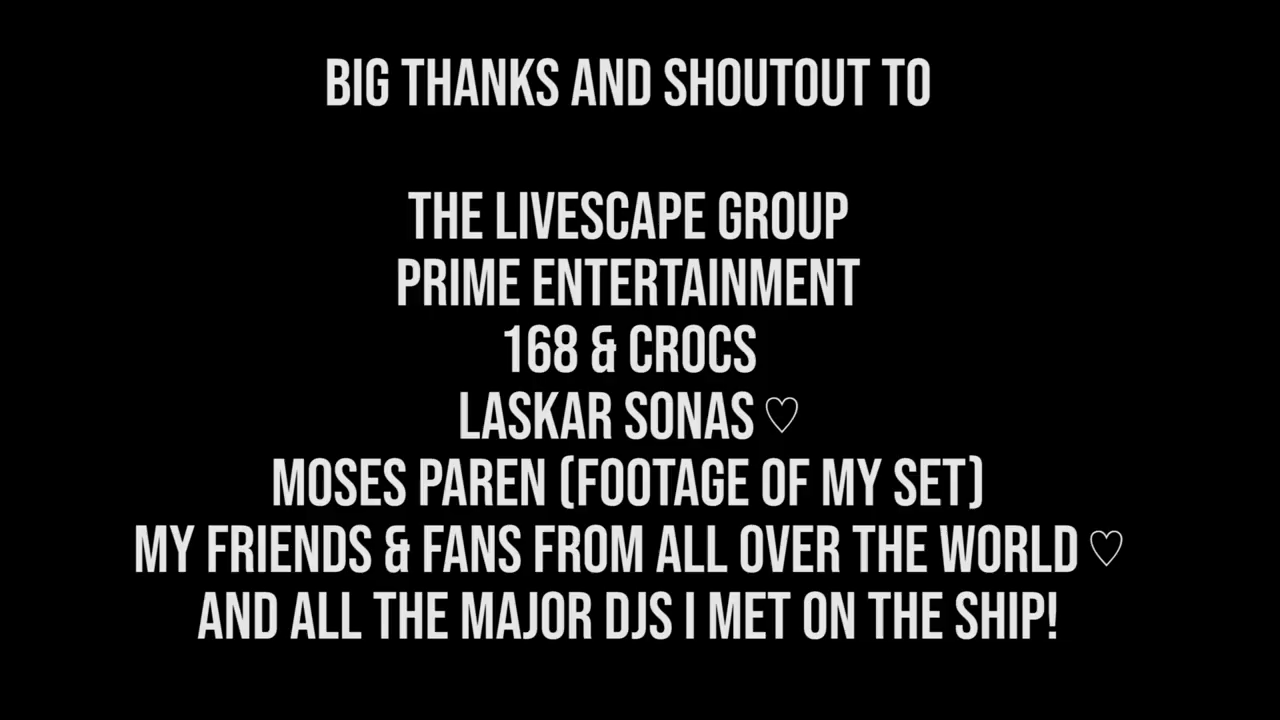 BIG THANKS AND SHOUTOUT TO
THE LIVESCAPE GROUP
PRIME ENTERTAINMENT
168 & CROCS
LASKAR SONAS ♡
MOSES PAREN (FOOTAGE OF MY SET)
MY FRIENDS & FANS FROM ALL OVER THE WORLD ♡
AND ALL THE MAJOR DJS I MET ON THE SHIP!